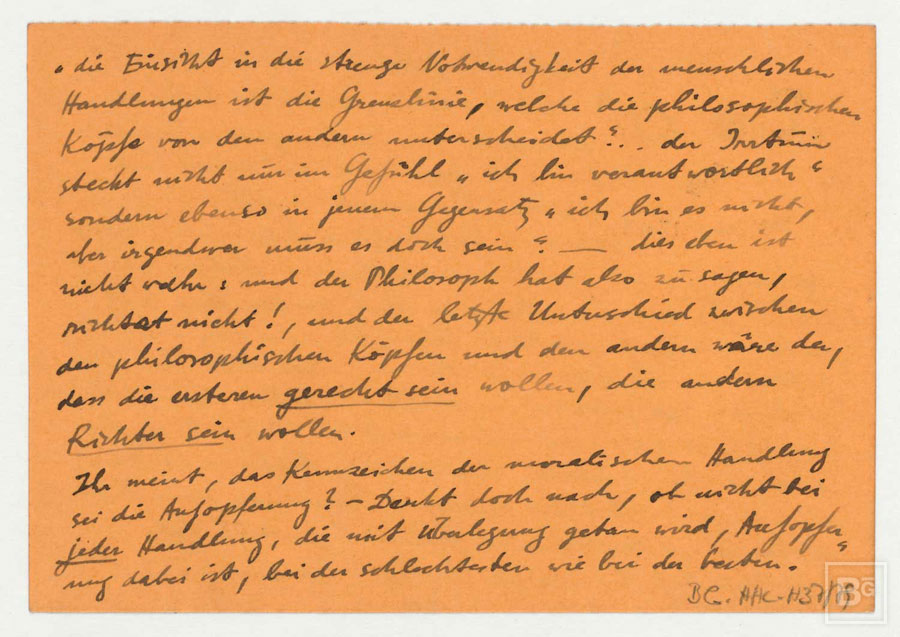 „die Einsicht in die strenge Notwendigkeit der menschlichen
Handlungen ist die Grenzlinie, welche die philosophischen
Köpfe von den andern unterscheidet“... der Irrtum
steckt nicht nur im Gefühl „ich bin verantwortlich“
sondern ebenso in jenem Gegensatz „ich bin es nicht,
aber irgendwer muss es doch sein“ — dies eben ist
nicht wahr: und der Philosoph hat also zu sagen,
richtet nicht!, und der letzte Unterschied zwischen
den philosophischen Köpfen und den andern wäre der,
dass die ersteren gerecht sein wollen, die andern
Richter sein wollen.
Ihr meint, das Kennzeichen der moralischen Handlung
sei die Aufopferung? – Denkt doch nach, ob nicht bei
jeder Handlung, die mit Überlegung getan wird, Aufopfer-
ung dabei ist, bei der schlechtesten wie bei der besten.“
BG